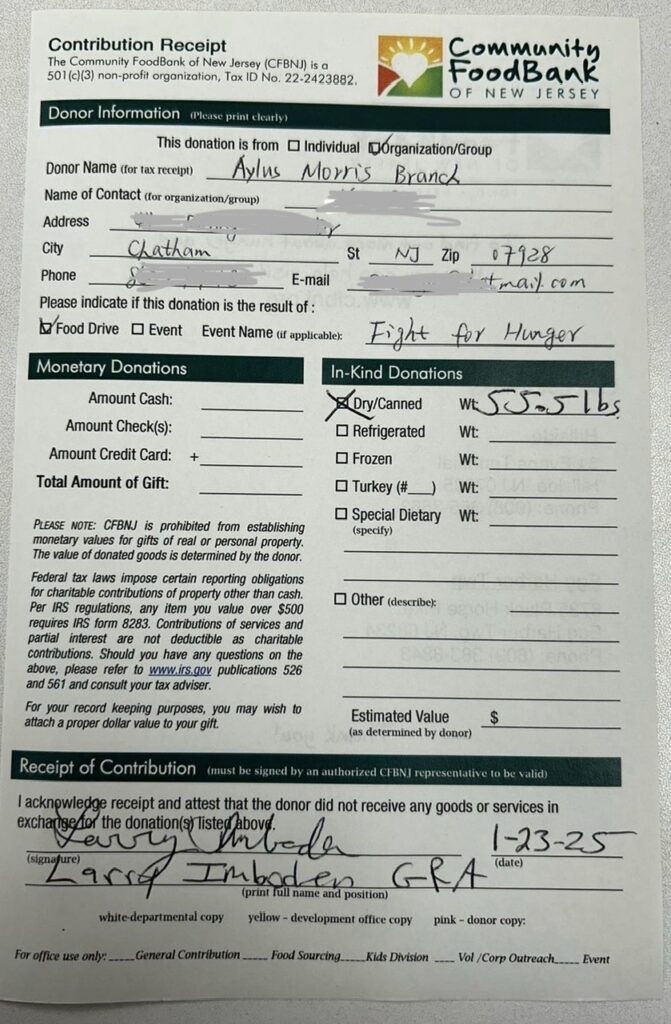 Contribution Receipt
The Community FoodBank of New Jersey (CFBNJ) is a
501(c)(3) non-profit organization, Tax ID No. 22-2423882.
Community
FoodBank
OF NEW JERSEY
Donor Information (Please print clearly)
This donation is from ☐ Individual ☑ Organization/Group
Donor Name (for tax receipt) Aylus Morris Branch
Name of Contact (for organization/group)
Address
City Chatham St NJ Zip 07928
Phone E-mail tmail.com
Please indicate if this donation is the result of :
☑ Food Drive ☐ Event Event Name (if applicable): Fight for Hunger
Monetary Donations
Amount Cash:
Amount Check(s):
Amount Credit Card: +
Total Amount of Gift:
PLEASE NOTE: CFBNJ is prohibited from establishing
monetary values for gifts of real or personal property.
The value of donated goods is determined by the donor.
Federal tax laws impose certain reporting obligations
for charitable contributions of property other than cash.
Per IRS regulations, any item you value over $500
requires IRS form 8283. Contributions of services and
partial interest are not deductible as charitable
contributions. Should you have any questions on the
above, please refer to www.irs.gov publications 526
and 561 and consult your tax adviser.
For your record keeping purposes, you may wish to
attach a proper dollar value to your gift.
In-Kind Donations
☒ Dry/Canned Wt: 55.5 lbs.
☐ Refrigerated Wt:
☐ Frozen Wt:
☐ Turkey (#___) Wt:
☐ Special Dietary Wt:
(specify)
☐ Other (describe):
Estimated Value $
(as determined by donor)
Receipt of Contribution (must be signed by an authorized CFBNJ representative to be valid)
I acknowledge receipt and attest that the donor did not receive any goods or services in
exchange for the donation(s) listed above.
Larry Imboden 1-23-25
(signature) (date)
Larry Imboden GRA
(print full name and position)
white-departmental copy yellow - development office copy pink - donor copy:
For office use only: _____General Contribution _____ Food Sourcing_____Kids Division _____ Vol /Corp Outreach_____ Event